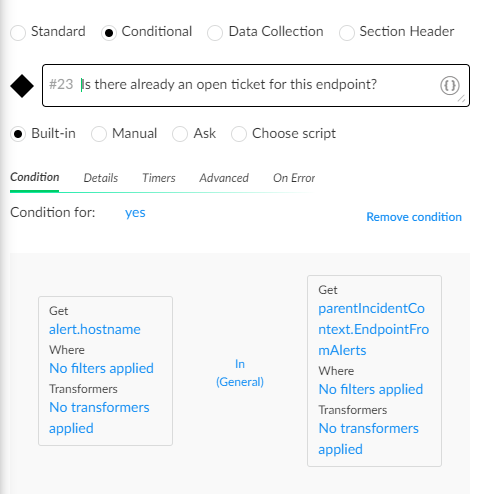 Standard Conditional Data Collection Section Header
#23 Is there already an open ticket for this endpoint? {}
Built-in Manual Ask Choose script
Condition Details Timers Advanced On Error
Condition for: yes
Remove condition
Get
alert.hostname
Where
No filters applied
Transformers
No transformers
applied
In
(General)
Get
parentIncidentCo
ntext.EndpointFro
mAlerts
Where
No filters applied
Transformers
No transformers
applied